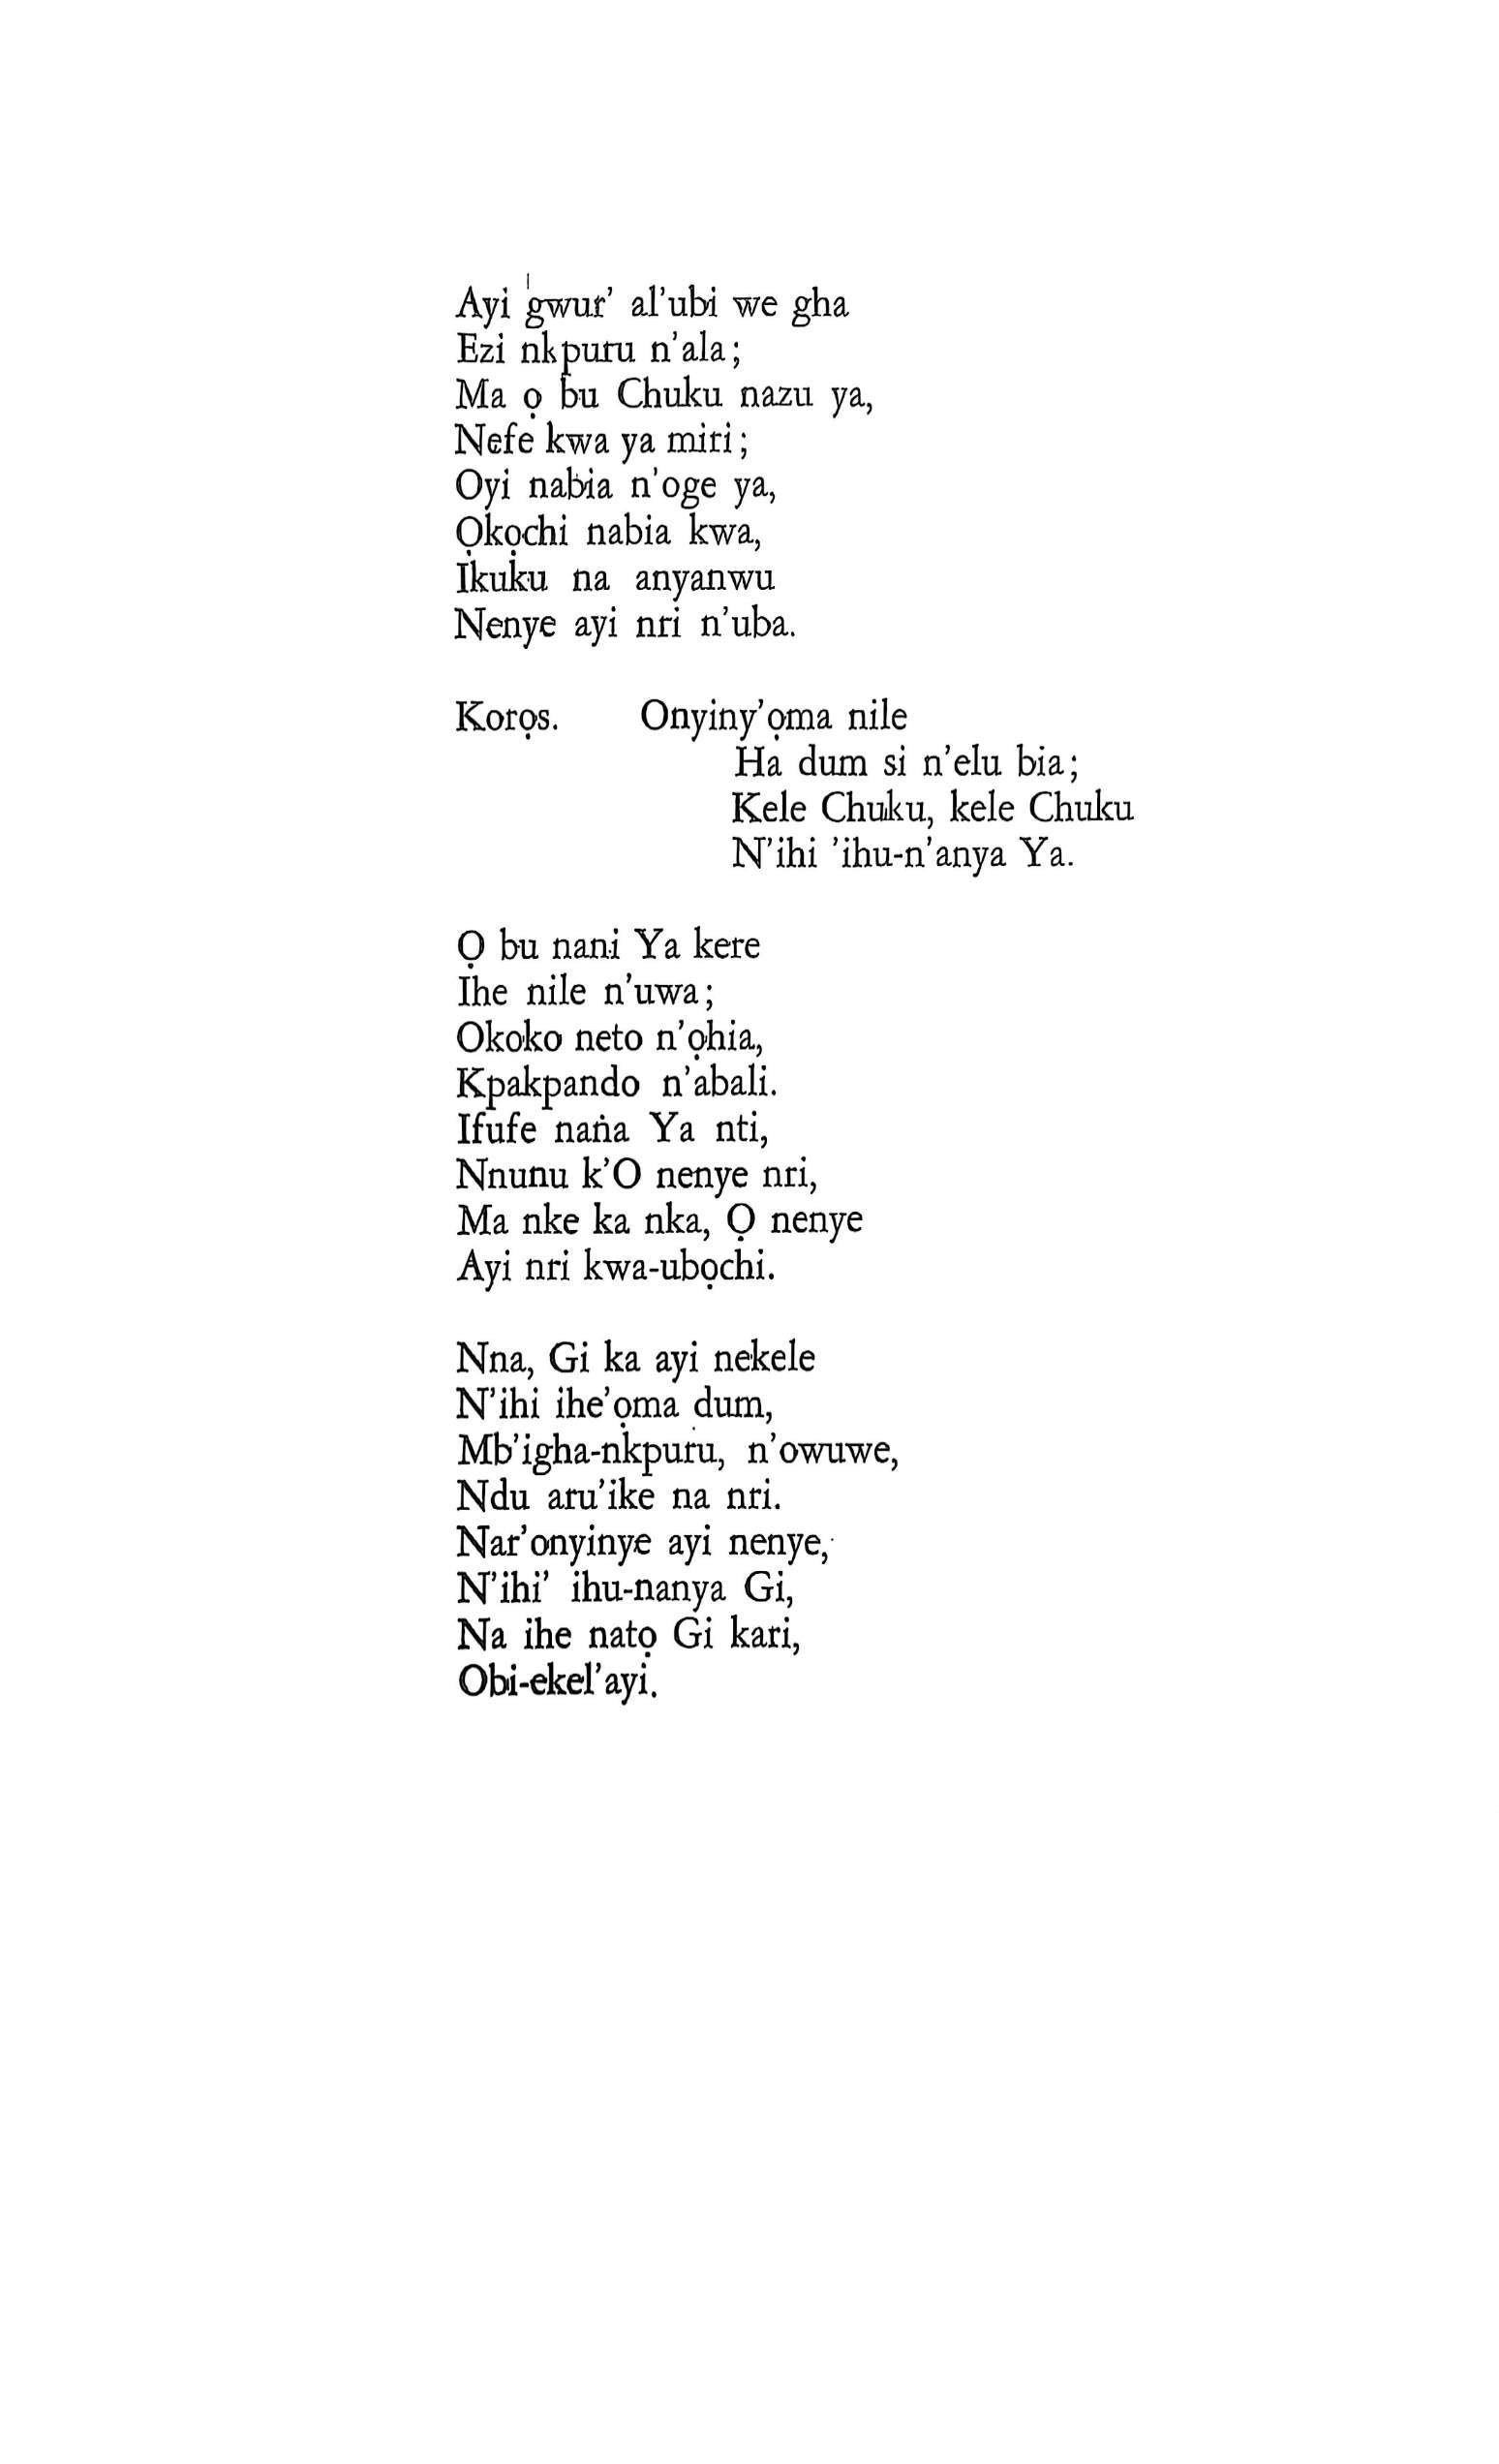 Ayi gwur’ al’ubi we gha
Ezi nkpuru n’ala;
Ma ọ bu Chuku nazu ya,
Nefe kwa ya miri;
Oyi nabia n’oge ya,
Ọkọchi nabia kwa,
Ikuku na anyanwu
Nenye ayi nri n’uba.
Korọs. Onyiny’ọma nile
Ha dum si n’elu bia;
Kele Chuku, kele Chuku
N’ihi ’ihu-n’anya Ya.
Ọ bu nani Ya kere
Ihe nile n’uwa;
Okoko neto n’ọhia,
Kpakpando n’abali.
Ifufe naṅa Ya nti,
Nnunu k’O nenye nri,
Ma nke ka nka, Ọ nenye
Ayi nri kwa-ubọchi.
Nna, Gi ka ayi nekele
N’ihi ihe’ọma dum,
Mb’igha-nkpuru, n’owuwe,
Ndu aru’ike na nri.
Nar’onyinye ayi nenye,
N’ihi’ ihu-nanya Gi,
Na ihe natọ Gi kari,
Obi-ekel’ayi.